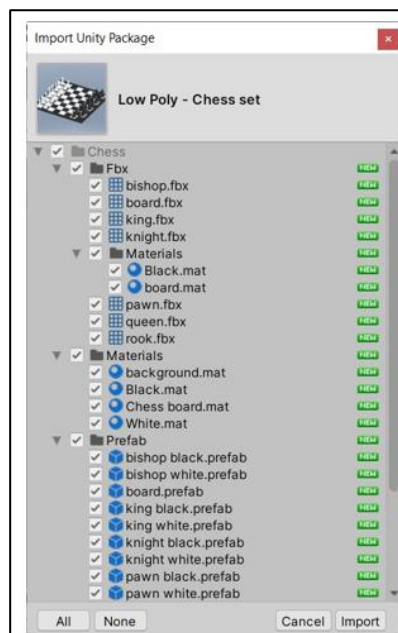 Import Unity Package
Low Poly - Chess set
Chess
Fbx NEW
bishop.fbx NEW
board.fbx NEW
king.fbx NEW
knight.fbx NEW
Materials NEW
Black.mat NEW
board.mat NEW
pawn.fbx NEW
queen.fbx NEW
rook.fbx NEW
Materials NEW
background.mat NEW
Black.mat NEW
Chess board.mat NEW
White.mat NEW
Prefab NEW
bishop black.prefab NEW
bishop white.prefab NEW
board.prefab NEW
king black.prefab NEW
king white.prefab NEW
knight black.prefab NEW
knight white.prefab NEW
pawn black.prefab NEW
pawn white.prefab NEW
All None Cancel Import